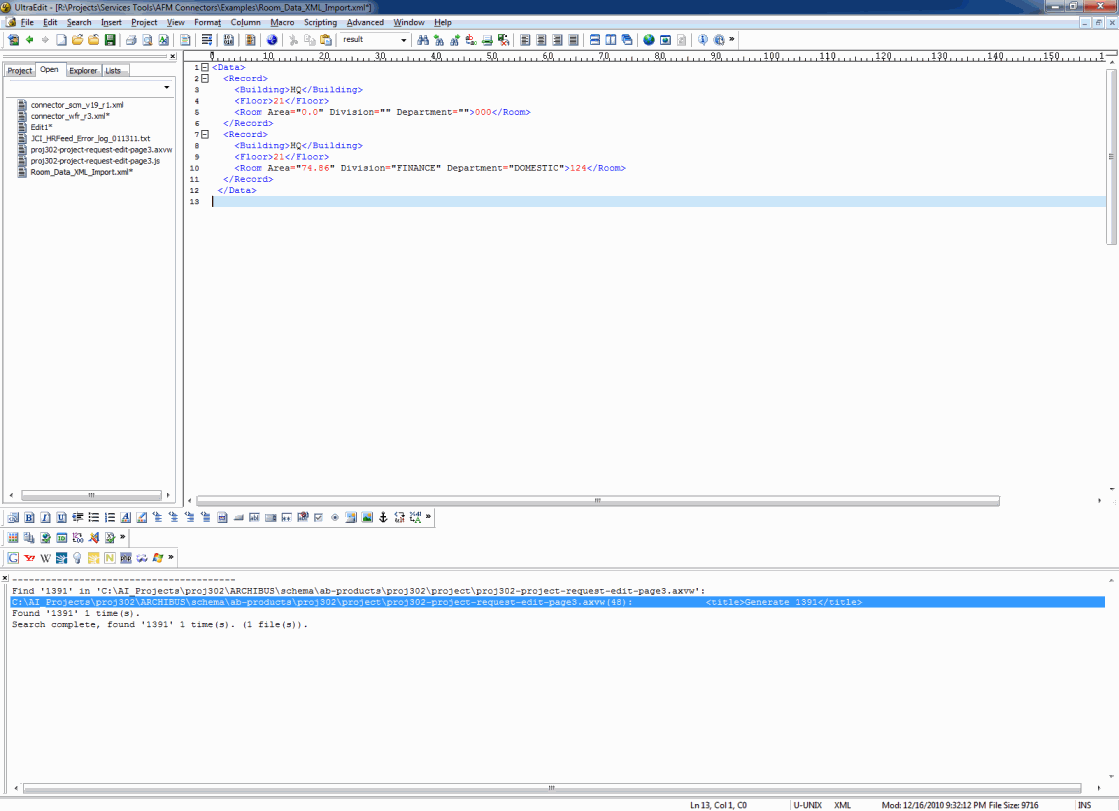 UltraEdit - [R:\Projects\Services Tools\AFM Connectors\Examples\Room_Data_XML_Import.xml*]
File Edit Search Insert Project View Format Column Macro Scripting Advanced Window Help
result
Project Open Explorer Lists
0 10 20 30 40 50 60 70 80 90 100 110 120 130 140 150 1
connector_scm_v19_r1.xml
connector_wfr_r3.xml*
Edit1*
JCI_HRFeed_Error_log_011311.txt
proj302-project-request-edit-page3.axvw
proj302-project-request-edit-page3.js
Room_Data_XML_Import.xml*
1 <Data>
2 <Record>
3 <Building>HQ</Building>
4 <Floor>21</Floor>
5 <Room Area="0.0" Division="" Department="">000</Room>
6 </Record>
7 <Record>
8 <Building>HQ</Building>
9 <Floor>21</Floor>
10 <Room Area="74.86" Division="FINANCE" Department="DOMESTIC">124</Room>
11 </Record>
12 </Data>
13
----------------------------------------
Find '1391' in 'C:\AI_Projects\proj302\ARCHIBUS\schema\ab-products\proj302\project\proj302-project-request-edit-page3.axvw':
C:\AI_Projects\proj302\ARCHIBUS\schema\ab-products\proj302\project\proj302-project-request-edit-page3.axvw(48): <title>Generate 1391</title>
Found '1391' 1 time(s).
Search complete, found '1391' 1 time(s). (1 file(s)).
Ln 13, Col 1, C0 U-UNIX XML Mod: 12/16/2010 9:32:12 PM File Size: 9716 INS